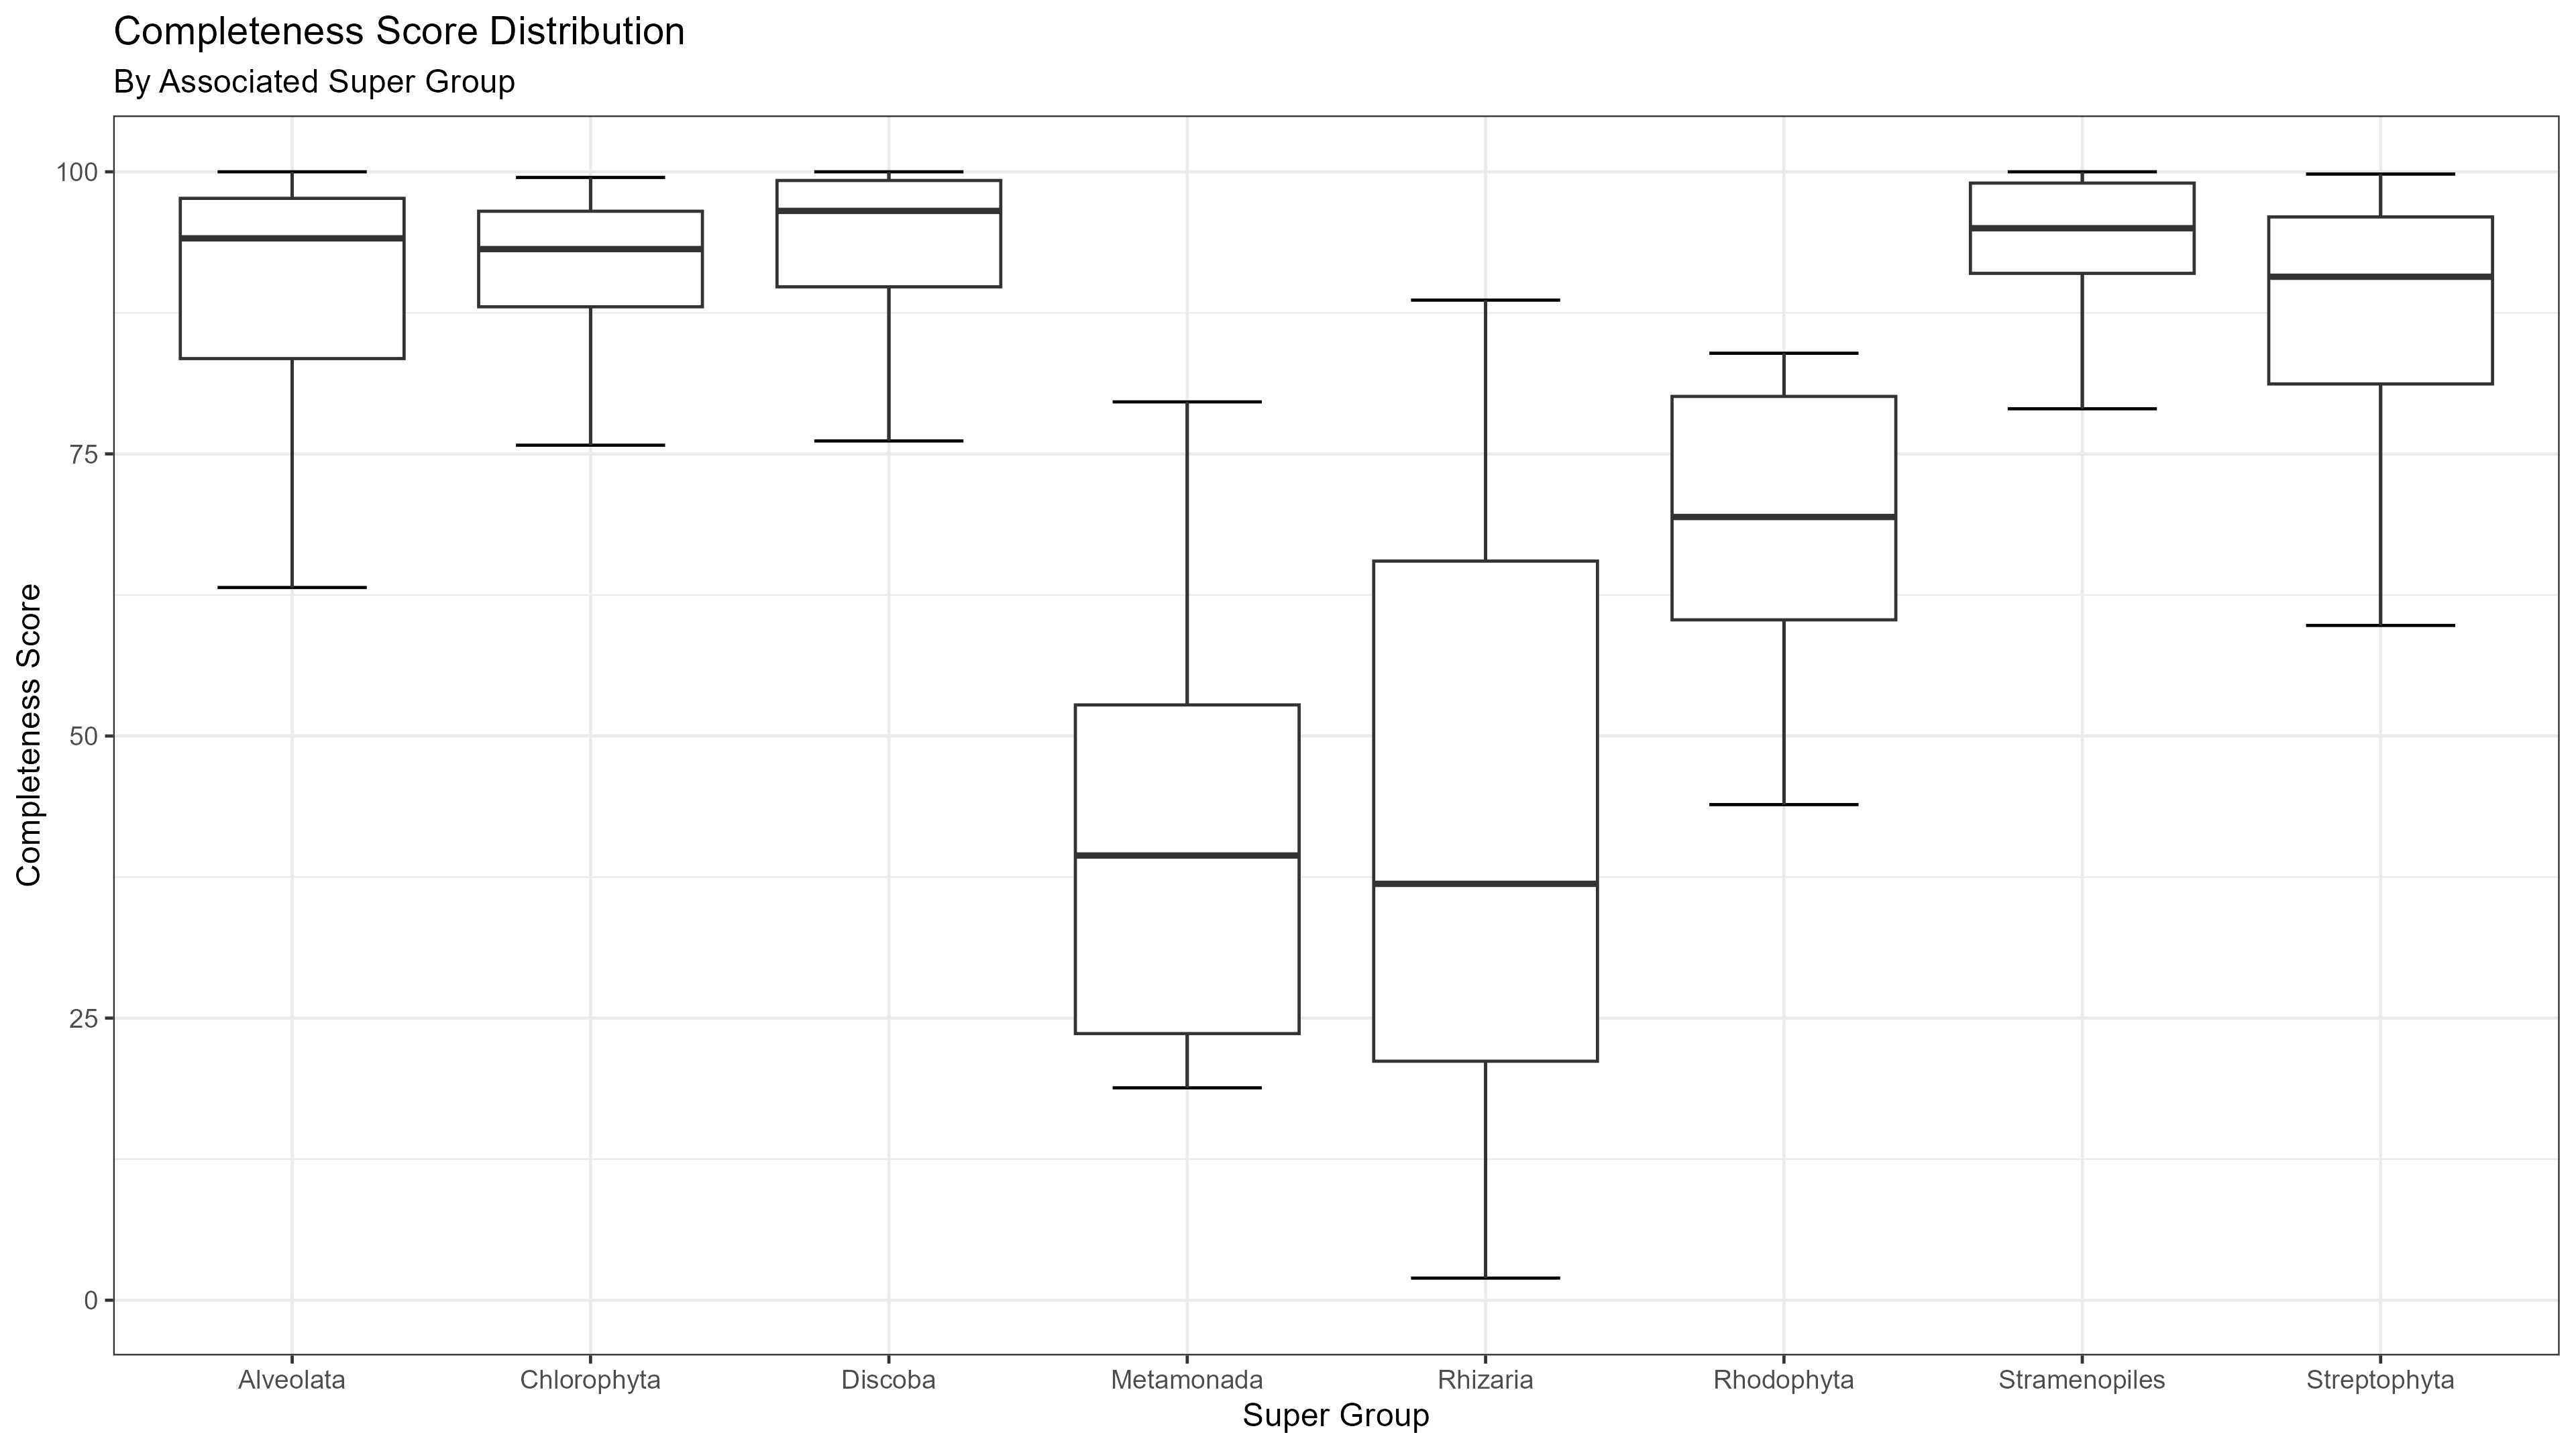 Completeness Score Distribution
By Associated Super Group
Completeness Score
100
75
50
25
0
Alveolata
Chlorophyta
Discoba
Metamonada
Rhizaria
Rhodophyta
Stramenopiles
Streptophyta
Super Group